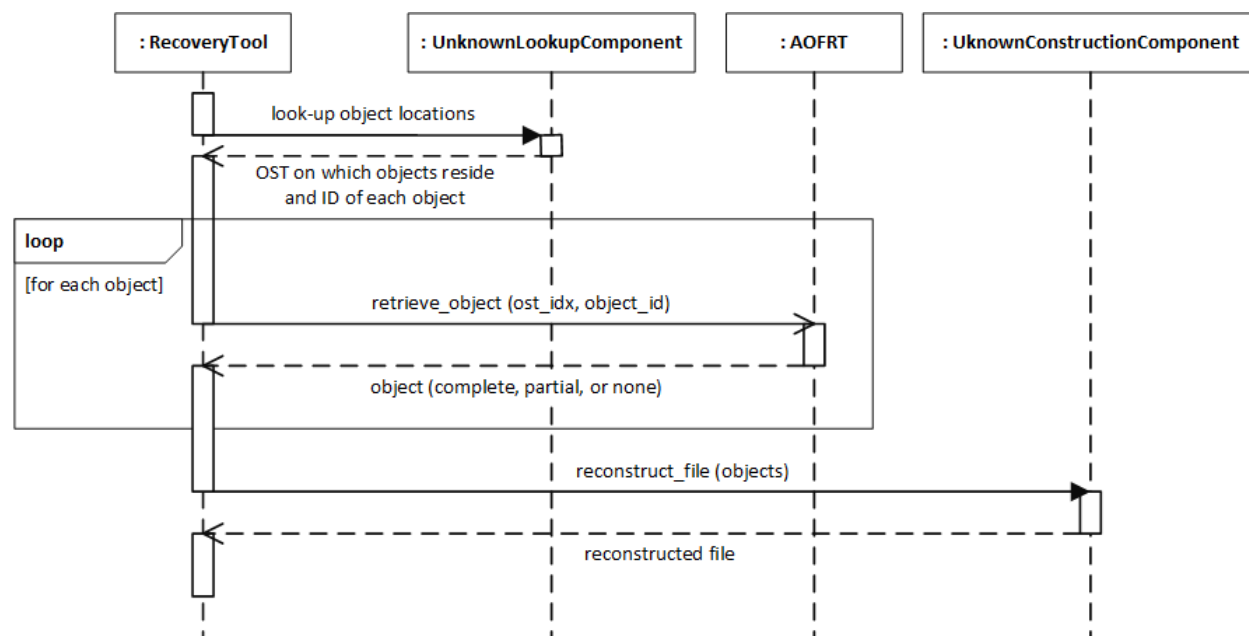 : RecoveryTool
: UnknownLookupComponent
: AOFRT
: UknownConstructionComponent
look-up object locations
OST on which objects reside
and ID of each object
loop
[for each object]
retrieve_object (ost_idx, object_id)
object (complete, partial, or none)
reconstruct_file (objects)
reconstructed file